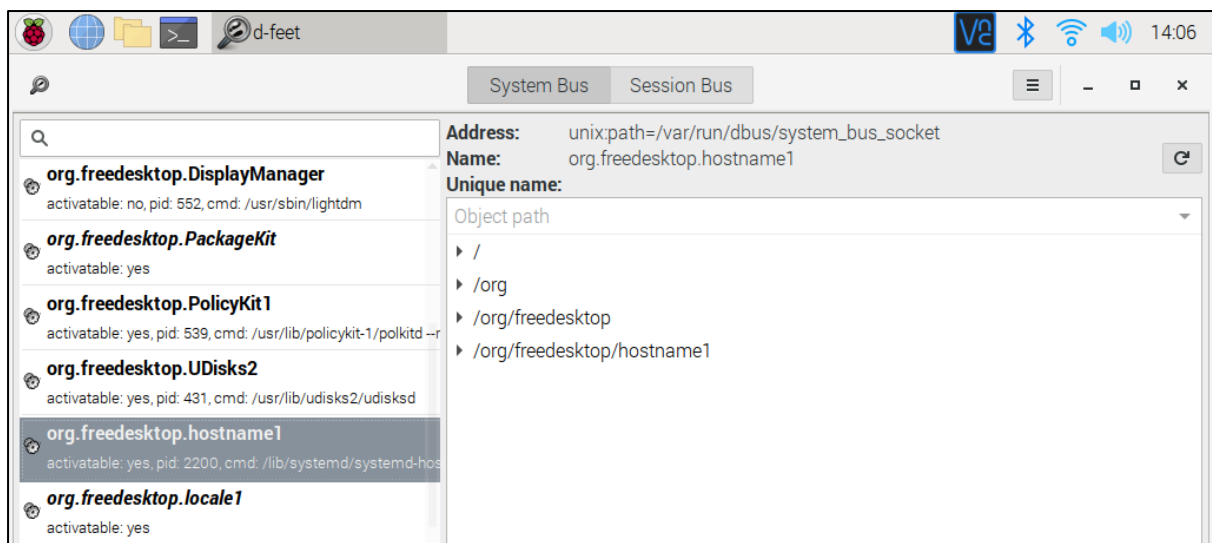 d-feet
14:06
System Bus Session Bus
Address: unix:path=/var/run/dbus/system_bus_socket
Name: org.freedesktop.hostname1
Unique name:
org.freedesktop.DisplayManager
activatable: no, pid: 552, cmd: /usr/sbin/lightdm
org.freedesktop.PackageKit
activatable: yes
org.freedesktop.PolicyKit1
activatable: yes, pid: 539, cmd: /usr/lib/policykit-1/polkitd --r
org.freedesktop.UDisks2
activatable: yes, pid: 431, cmd: /usr/lib/udisks2/udisksd
org.freedesktop.hostname1
activatable: yes, pid: 2200, cmd: /lib/systemd/systemd-hos
org.freedesktop.locale1
activatable: yes
Object path
/
/org
/org/freedesktop
/org/freedesktop/hostname1